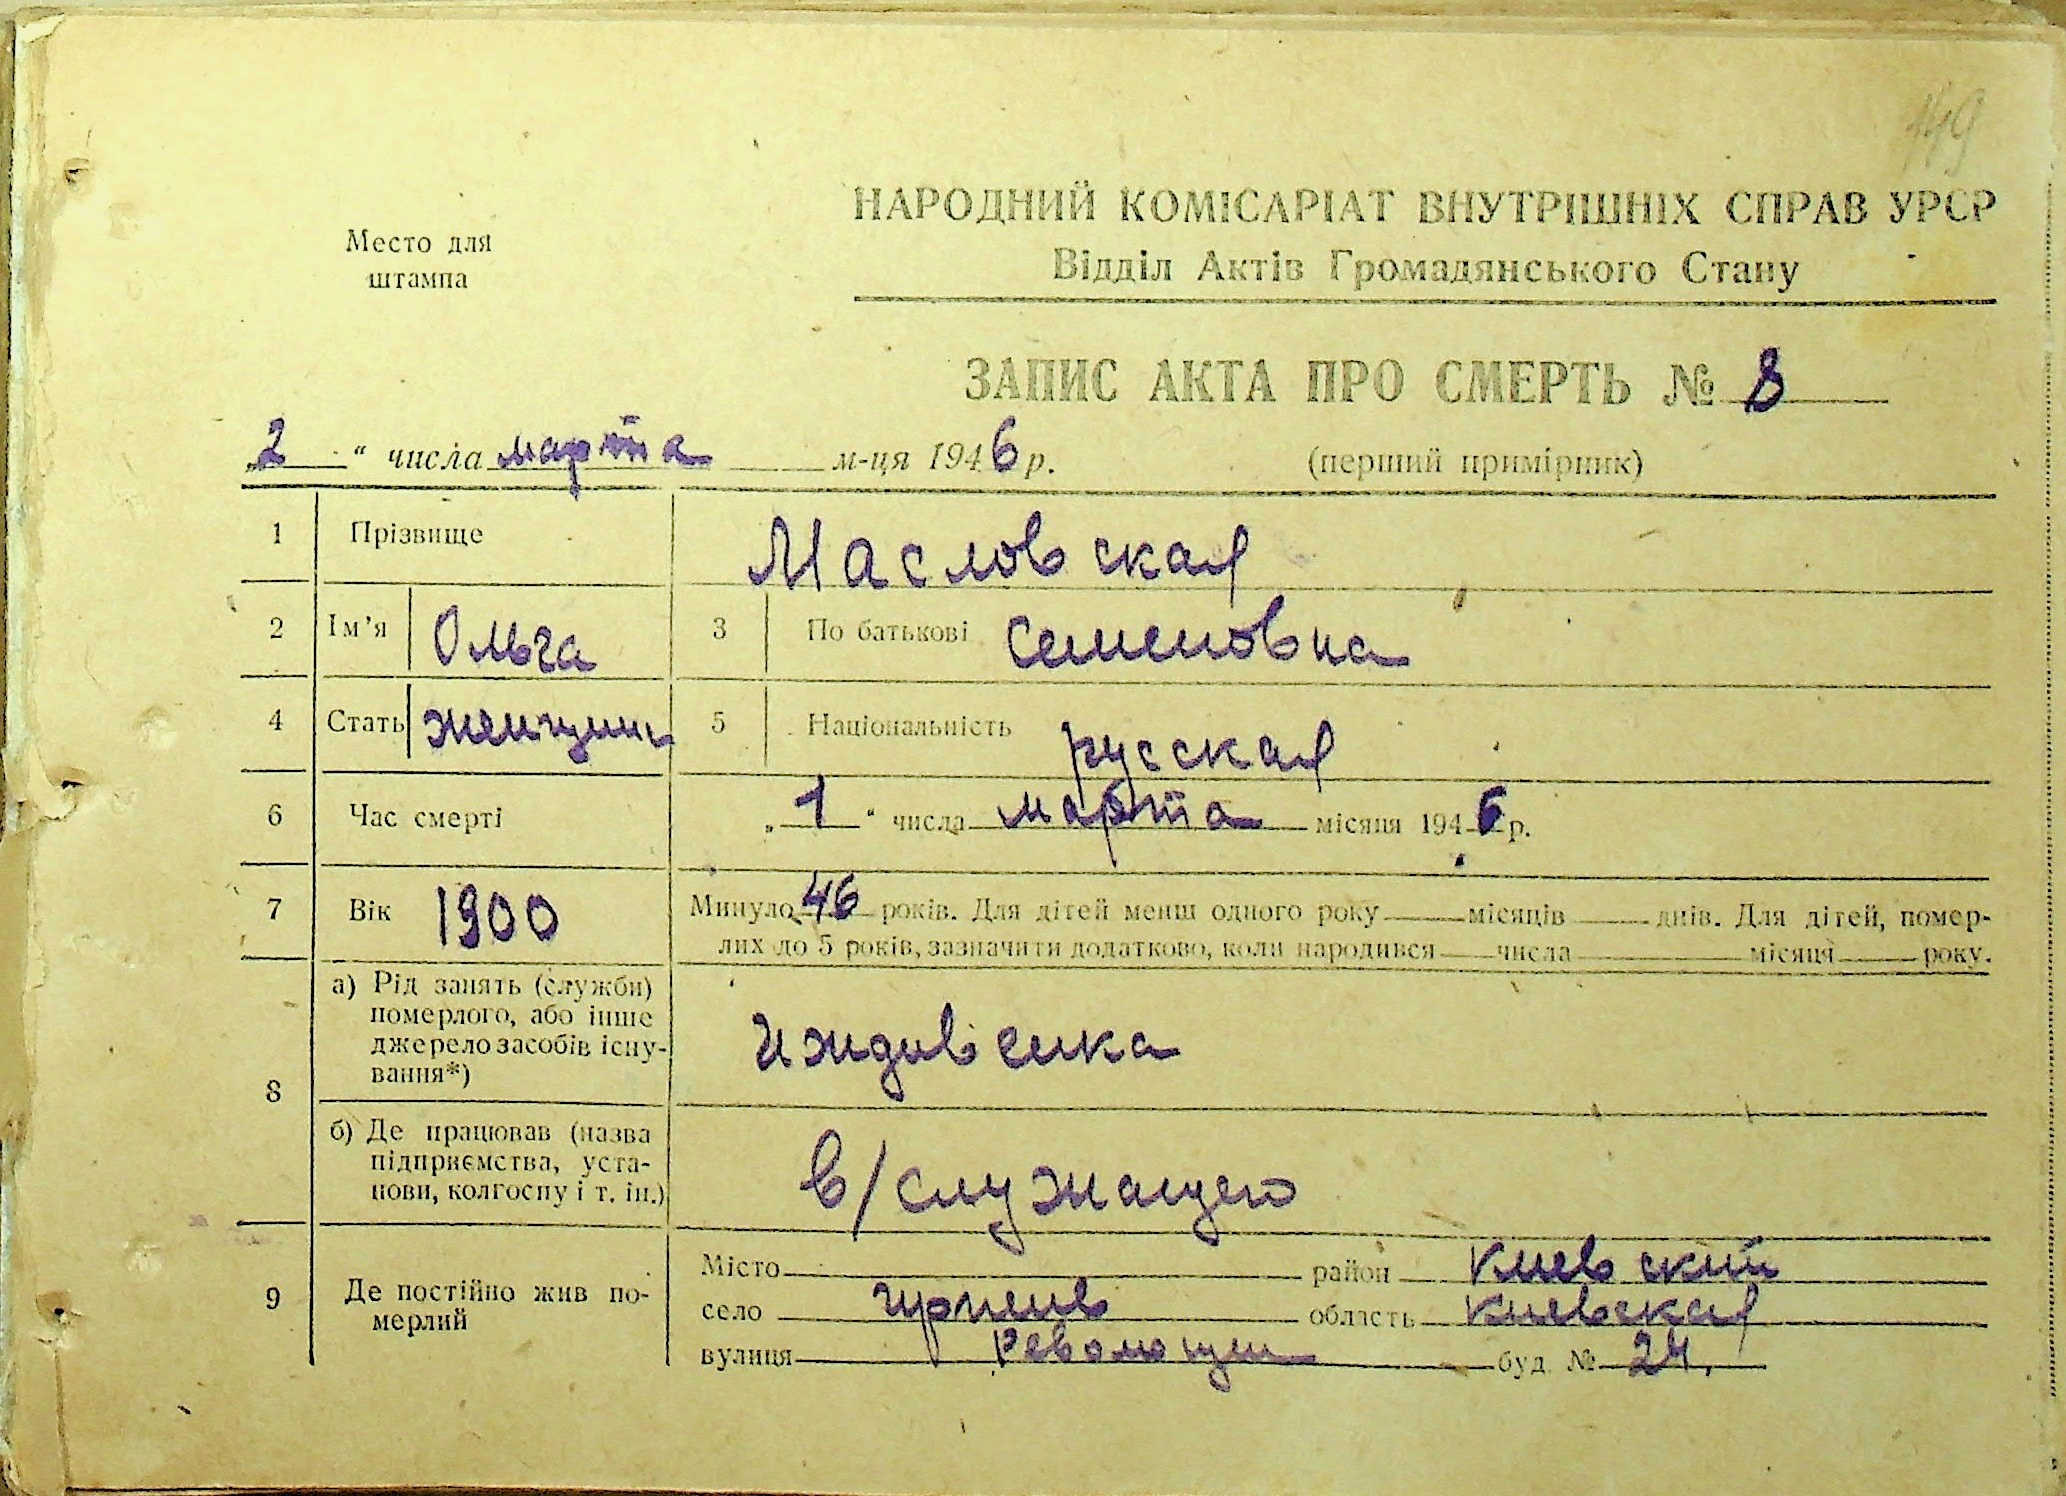 149
Место для
штампа
НАРОДНИЙ КОМІСАРІАТ ВНУТРІШНІХ СПРАВ УРСР
Відділ Актів Громадянського Стану
ЗАПИС АКТА ПРО СМЕРТЬ № 8
„2“ числа марта м-ця 1946 р.
(перший примірник)
1 Прізвище Масловская
2 Ім’я Ольга 3 По батькові Семеновна
4 Стать женщин 5 Національність русская
6 Час смерті „1“ числа марта місяця 1946 р.
7 Вік 1900 Минуло 46 років. Для дітей менш одного року місяців днів. Для дітей, помер-
лих до 5 років, зазначити додатково, коли народився числа місяця року.
8 а) Рід занять (служби)
померлого, або інше
джерело засобів існу-
вання*)
иждивенка
б) Де працював (назва
підприємства, уста-
нови, колгоспу і т. ін.)
в/служащего
9 Де постійно жив по-
мерлий
Місто район Киевский
село область Киевская
вулиця Революции буд № 24.